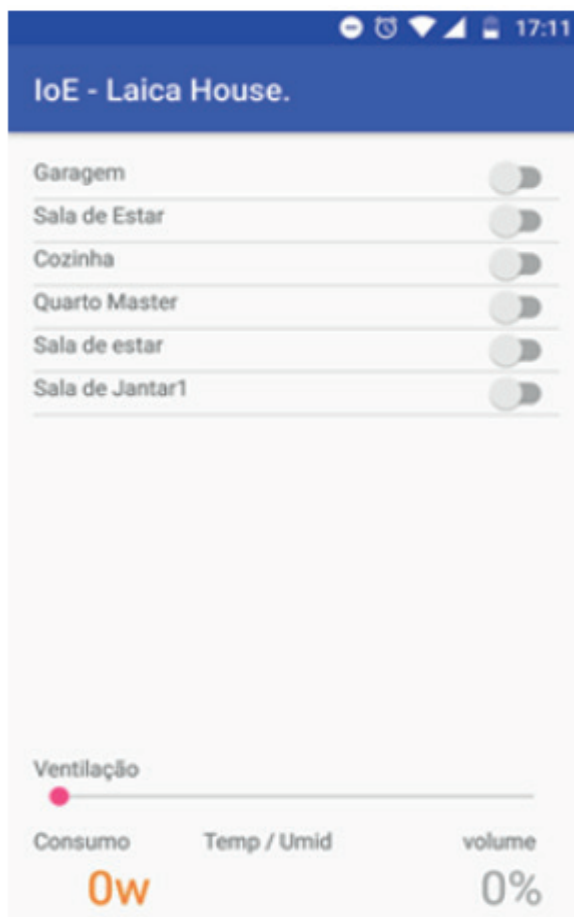 17:11
IoE - Laica House.
Garagem
Sala de Estar
Cozinha
Quarto Master
Sala de estar
Sala de Jantar1
Ventilação
Consumo Temp / Umid volume
0w 0%